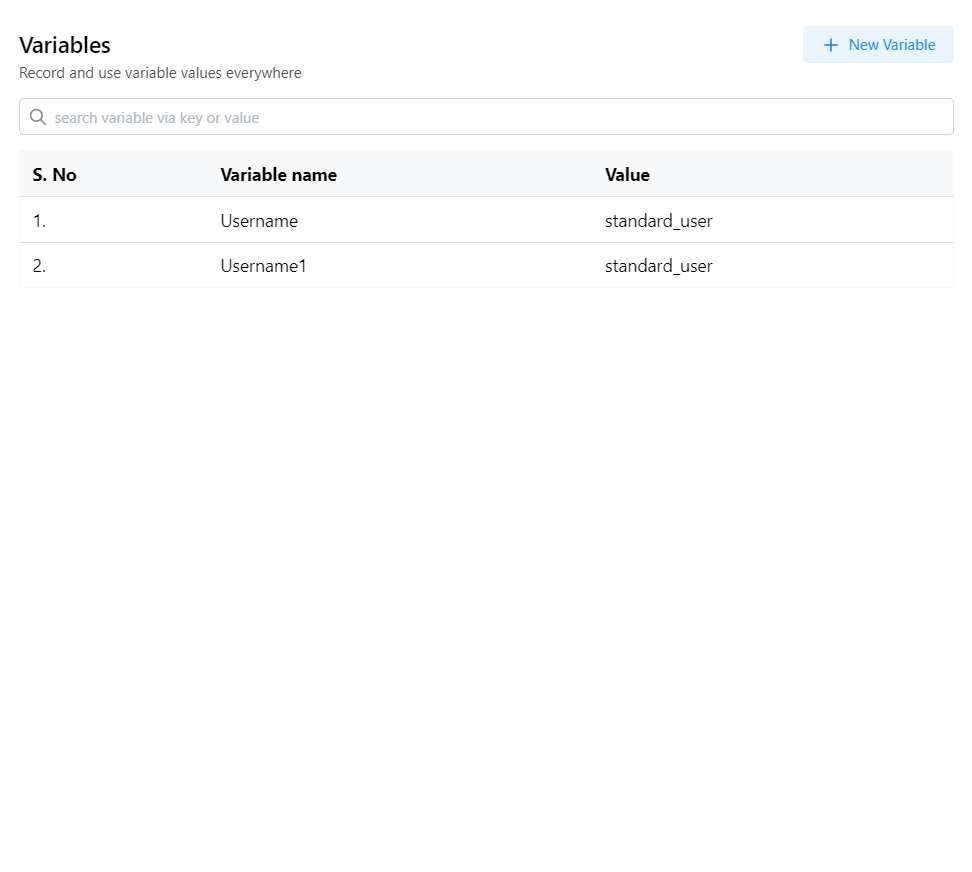 Variables
New Variable
Record and use variable values everywhere
search variable via key or value
S. No Variable name Value
1. Username standard_user
2. Username1 standard_user